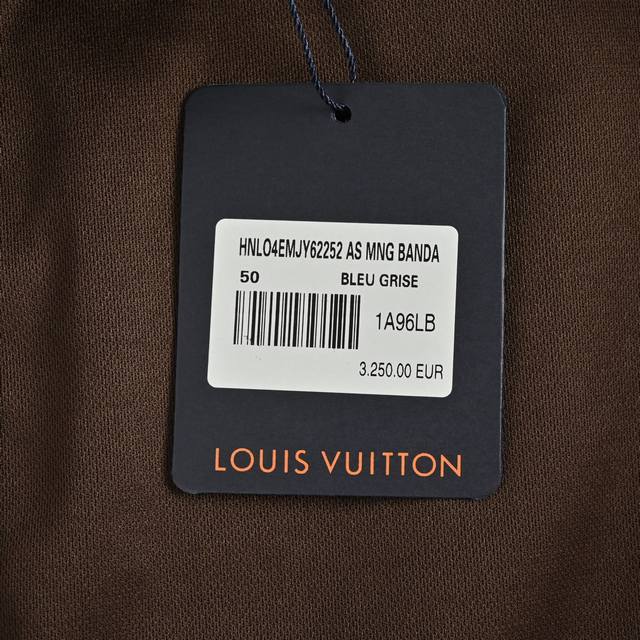 HNLO4EMJY62252 AS MNG BANDA
50 BLEU GRISE
1A96LB
3.250.00 EUR
LOUIS VUITTON